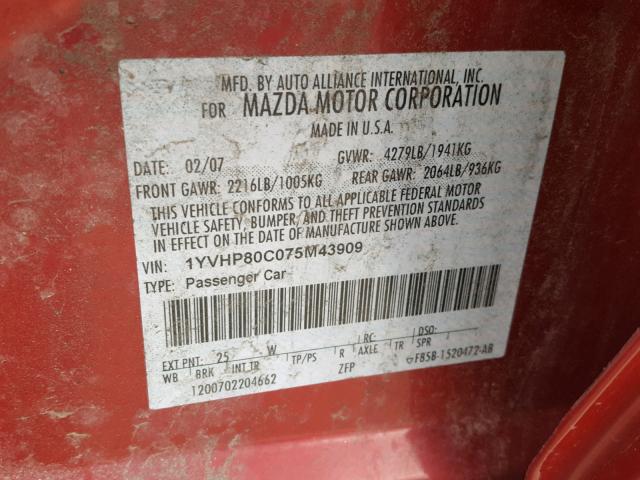 MFD. BY AUTO ALLIANCE INTERNATIONAL, INC.
FOR MAZDA MOTOR CORPORATION
MADE IN U.S.A.
DATE: 02/07 GVWR: 4279LB/1941KG
FRONT GAWR: 2216LB/1005KG REAR GAWR: 2064LB/936KG
THIS VEHICLE CONFORMS TO ALL APPLICABLE FEDERAL MOTOR
VEHICLE SAFETY, BUMPER, AND THEFT PREVENTION STANDARDS
IN EFFECT ON THE DATE OF MANUFACTURE SHOWN ABOVE.
VIN: 1YVHP80C075M43909
TYPE: Passenger Car
EXT PNT: 25 W RC: DSO:
WB BRK INT TR TP/PS R AXLE TR SPR
1200702204662 ZFP F85B-1520472-AB